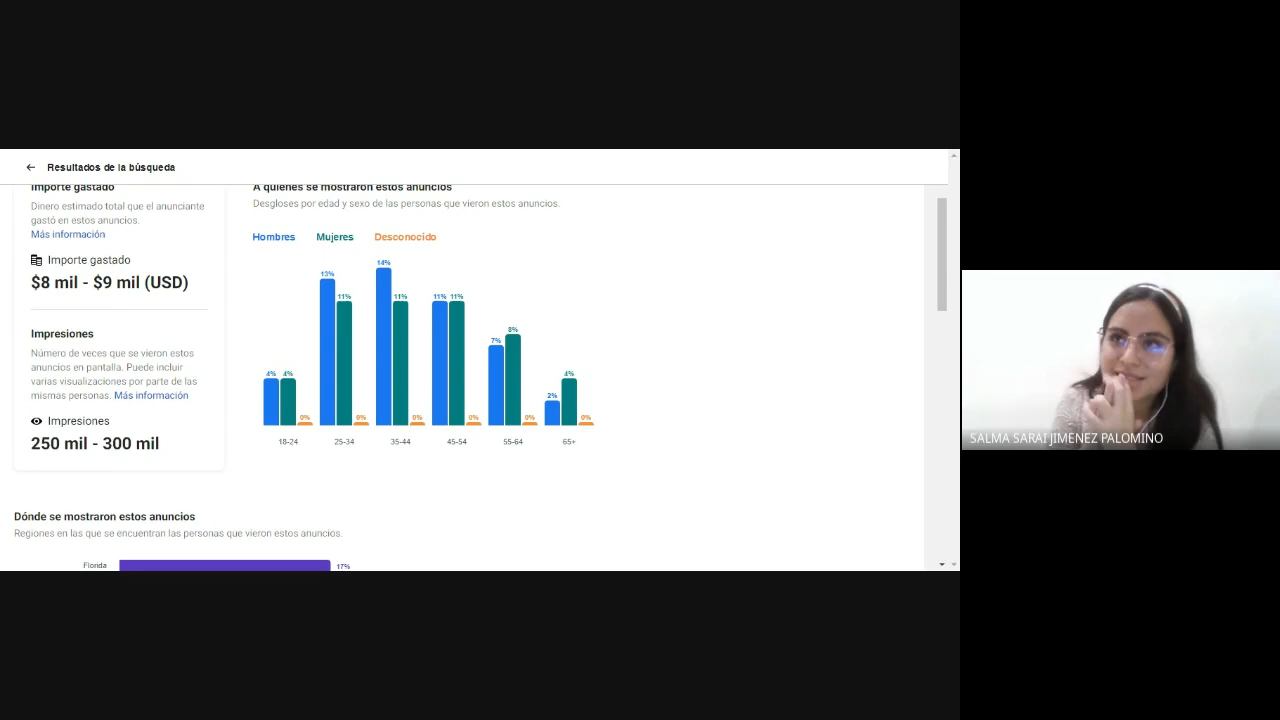 Resultados de la búsqueda
Importe gastado
Dinero estimado total que el anunciante
gastó en estos anuncios.
Más información
Importe gastado
$8 mil - $9 mil (USD)
Impresiones
Número de veces que se vieron estos
anuncios en pantalla. Puede incluir
varias visualizaciones por parte de las
mismas personas. Más información
Impresiones
250 mil - 300 mil
A quiénes se mostraron estos anuncios
Desgloses por edad y sexo de las personas que vieron estos anuncios.
Hombres Mujeres Desconocido
4% 4% 0%
13% 11% 0%
14% 11% 0%
11% 11% 0%
7% 8% 0%
2% 4% 0%
18-24 25-34 35-44 45-54 55-64 65+
Dónde se mostraron estos anuncios
Regiones en las que se encuentran las personas que vieron estos anuncios.
Florida 17%
SALMA SARAI JIMENEZ PALOMINO